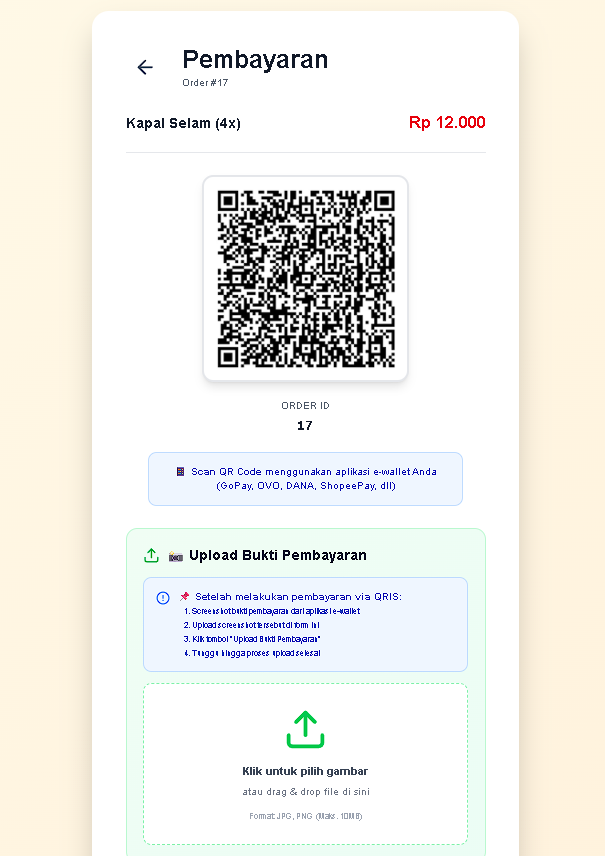 Pembayaran
Order #17
Kapal Selam (4x)
Rp 12.000
ORDER ID
17
Scan QR Code menggunakan aplikasi e-wallet Anda
(GoPay, OVO, DANA, ShopeePay, dll)
Upload Bukti Pembayaran
Setelah melakukan pembayaran via QRIS:
1. Screenshot bukti pembayaran dari aplikasi e-wallet
2. Upload screenshot tersebut di form ini
3. Klik tombol "Upload Bukti Pembayaran"
4. Tunggu hingga proses upload selesai
Klik untuk pilih gambar
atau drag & drop file di sini
Format: JPG, PNG (Maks. 10MB)